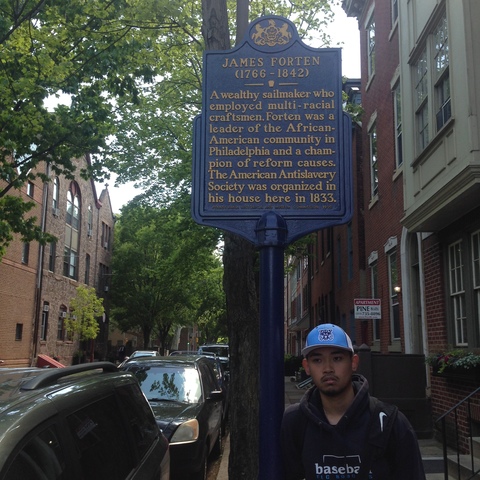 JAMES FORTEN
(1766 - 1842)
A wealthy sailmaker who
employed multi-racial
craftsmen. Forten was a
leader of the African-
American community in
Philadelphia and a cham-
pion of reform causes.
The American Antislavery
Society was organized in
his house here in 1833.
APARTMENT
PINE
baseball